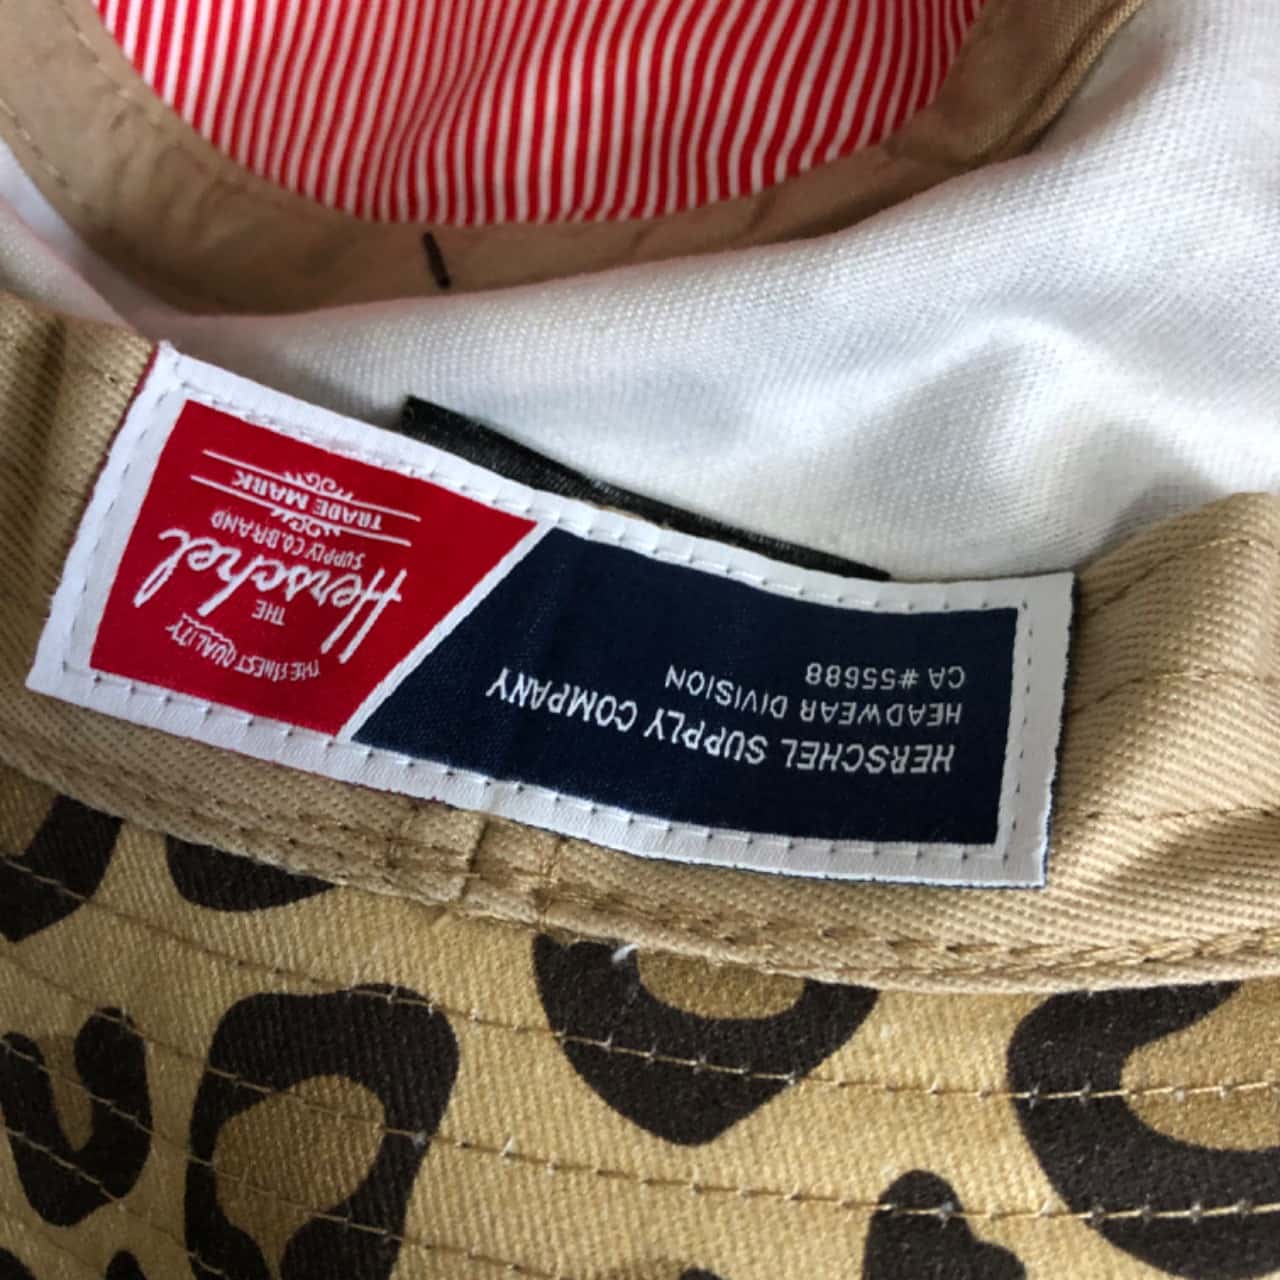 THE FINEST QUALITY
THE
Herschel
SUPPLY CO. BRAND
TRADE MARK
HERSCHEL SUPPLY COMPANY
HEADWEAR DIVISION
CA #55688